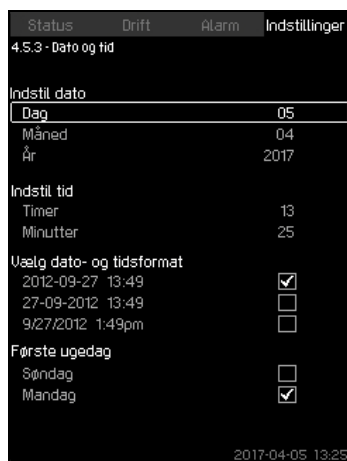 Status Drift Alarm Indstillinger
4.5.3 - Dato og tid
Indstil dato
Dag 05
Måned 04
År 2017
Indstil tid
Timer 13
Minutter 25
Vælg dato- og tidsformat
2012-09-27 13:49
27-09-2012 13:49
9/27/2012 1:49pm
Første ugedag
Søndag
Mandag
2017-04-05 13:25